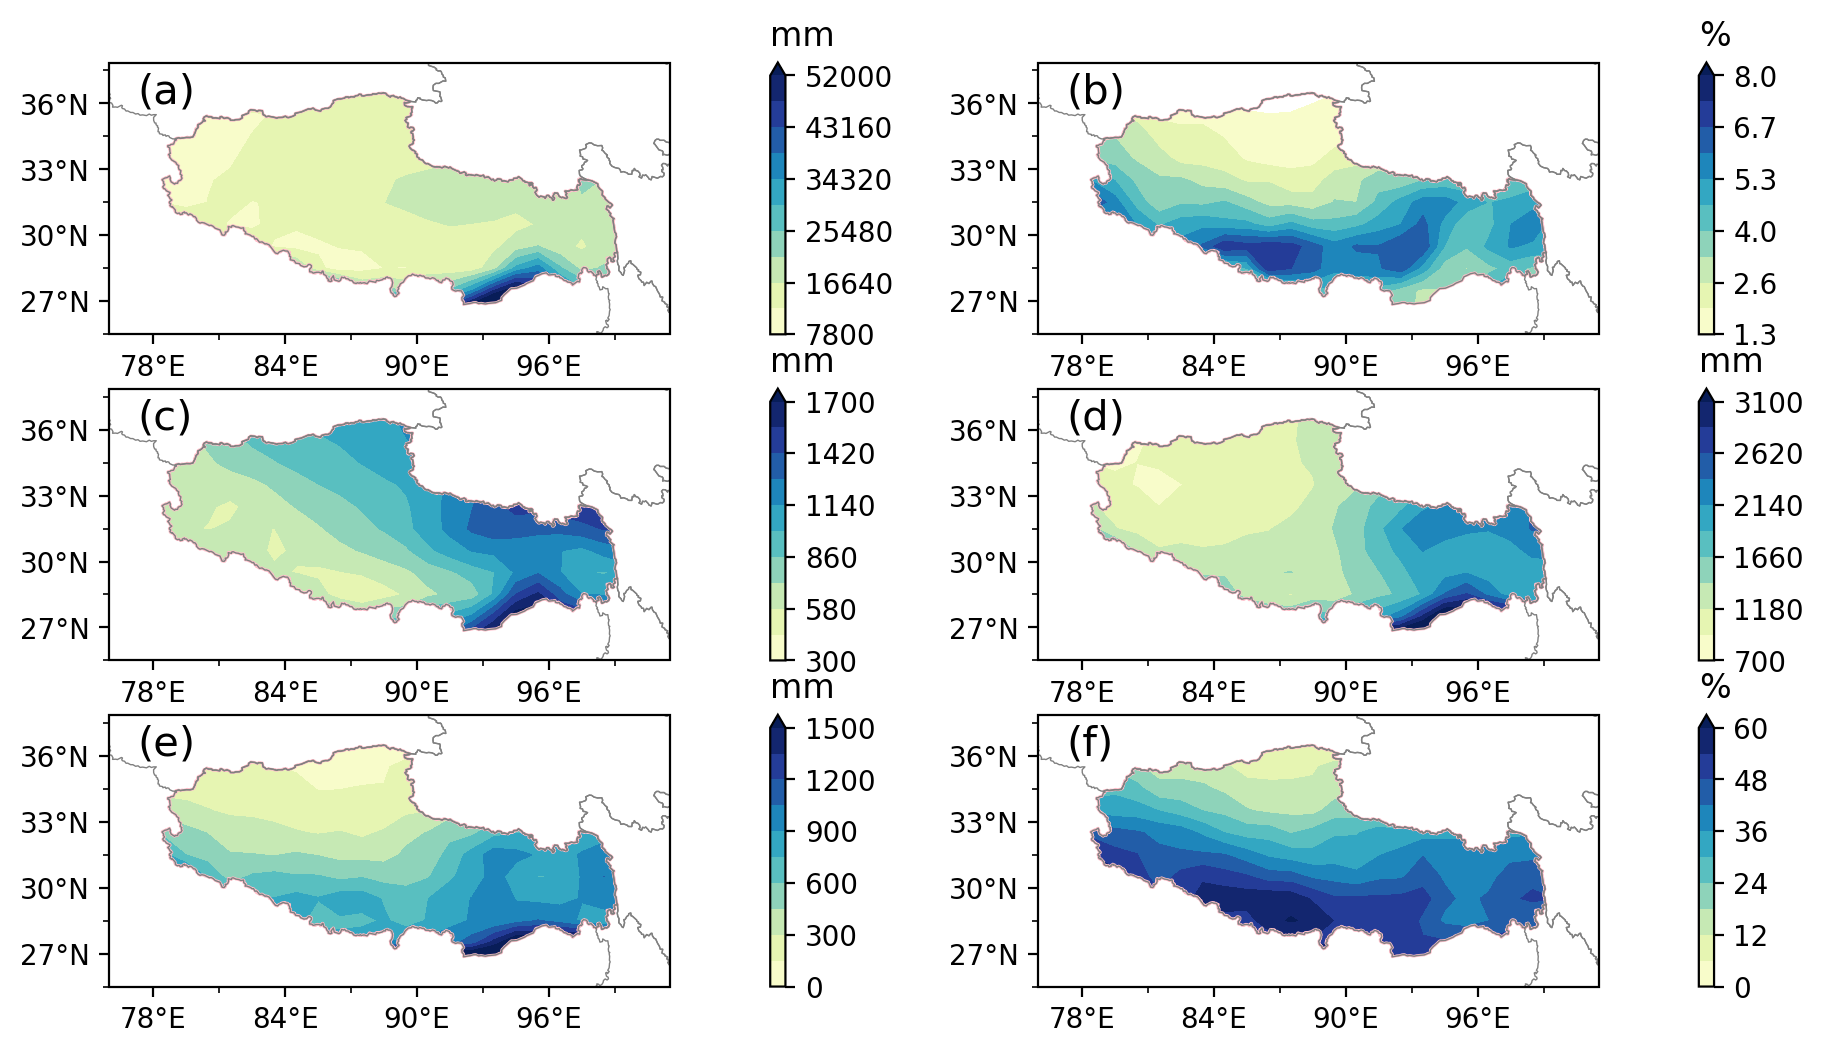 mm
(a)
36°N
33°N
30°N
27°N
78°E
84°E
90°E
96°E
52000
43160
34320
25480
16640
7800
%
(b)
36°N
33°N
30°N
27°N
78°E
84°E
90°E
96°E
8.0
6.7
5.3
4.0
2.6
1.3
mm
(c)
36°N
33°N
30°N
27°N
78°E
84°E
90°E
96°E
1700
1420
1140
860
580
300
mm
(d)
36°N
33°N
30°N
27°N
78°E
84°E
90°E
96°E
3100
2620
2140
1660
1180
700
mm
(e)
36°N
33°N
30°N
27°N
78°E
84°E
90°E
96°E
1500
1200
900
600
300
0
%
(f)
36°N
33°N
30°N
27°N
78°E
84°E
90°E
96°E
60
48
36
24
12
0